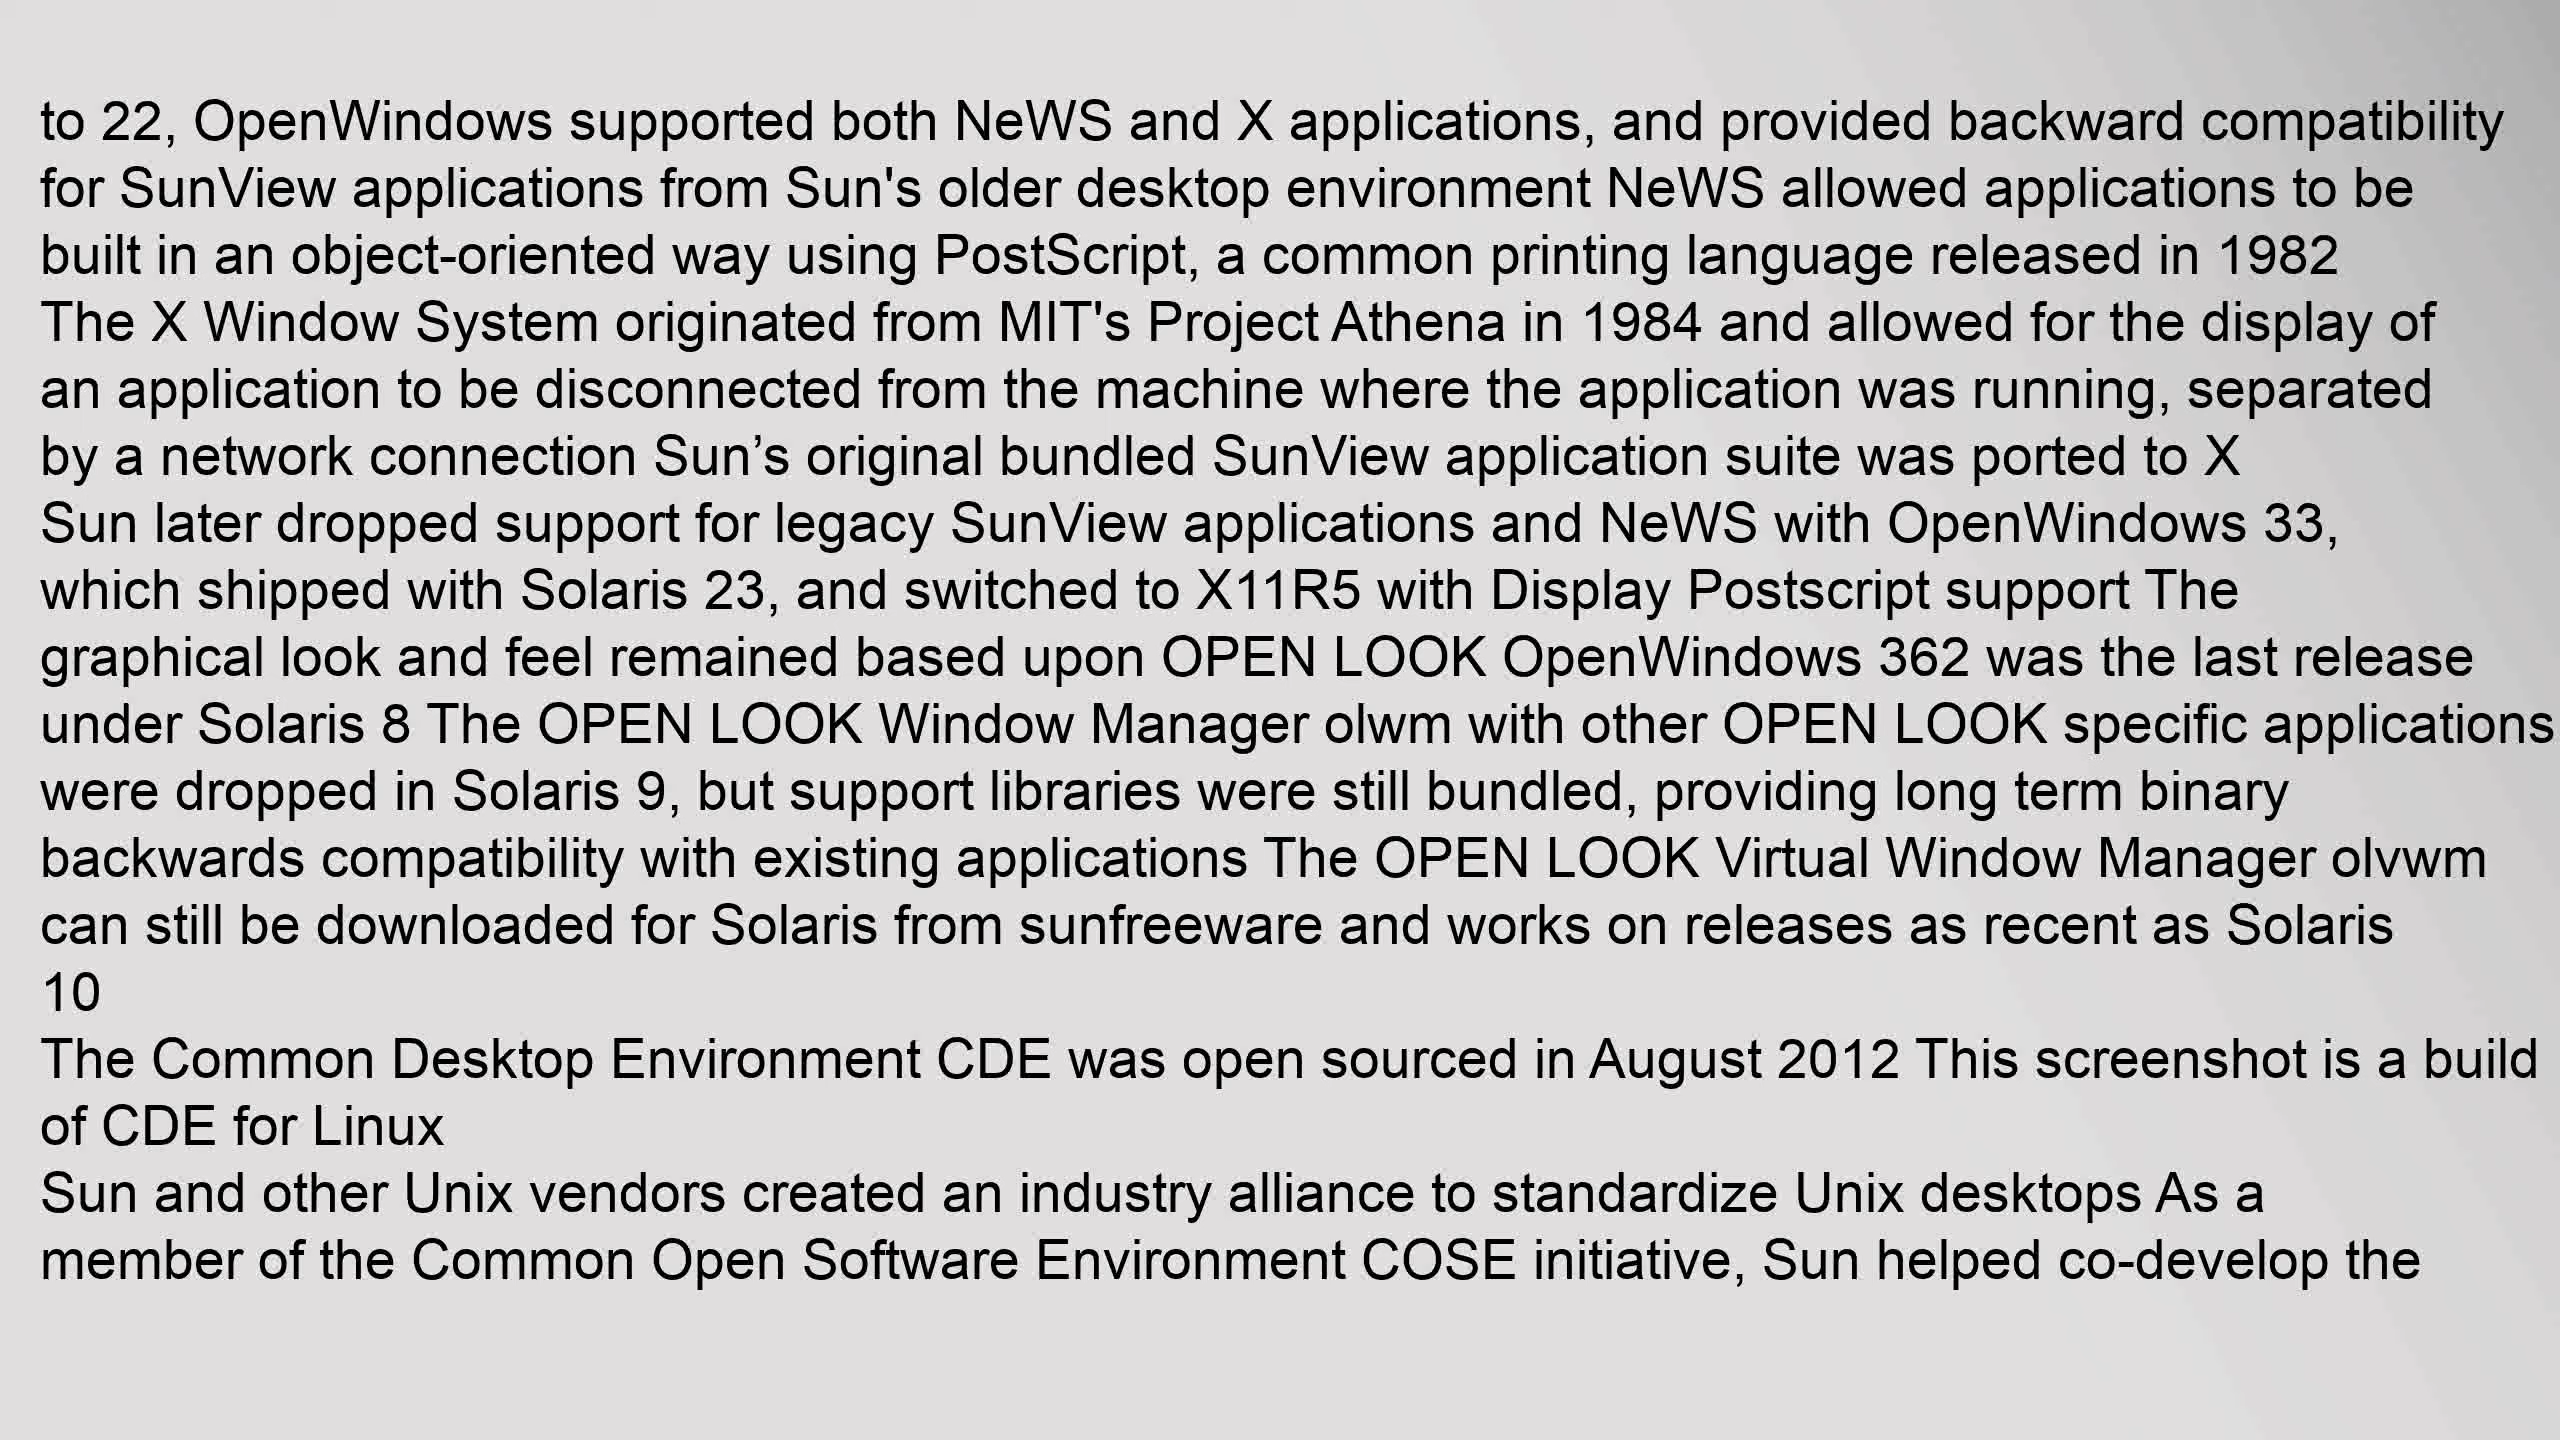 to 22, OpenWindows supported both NeWS and X applications, and provided backward compatibility
for SunView applications from Sun's older desktop environment NeWS allowed applications to be
built in an object-oriented way using PostScript, a common printing language released in 1982
The X Window System originated from MIT's Project Athena in 1984 and allowed for the display of
an application to be disconnected from the machine where the application was running, separated
by a network connection Sun’s original bundled SunView application suite was ported to X
Sun later dropped support for legacy SunView applications and NeWS with OpenWindows 33,
which shipped with Solaris 23, and switched to X11R5 with Display Postscript support The
graphical look and feel remained based upon OPEN LOOK OpenWindows 362 was the last release
under Solaris 8 The OPEN LOOK Window Manager olwm with other OPEN LOOK specific applications
were dropped in Solaris 9, but support libraries were still bundled, providing long term binary
backwards compatibility with existing applications The OPEN LOOK Virtual Window Manager olvwm
can still be downloaded for Solaris from sunfreeware and works on releases as recent as Solaris
10
The Common Desktop Environment CDE was open sourced in August 2012 This screenshot is a build
of CDE for Linux
Sun and other Unix vendors created an industry alliance to standardize Unix desktops As a
member of the Common Open Software Environment COSE initiative, Sun helped co-develop the